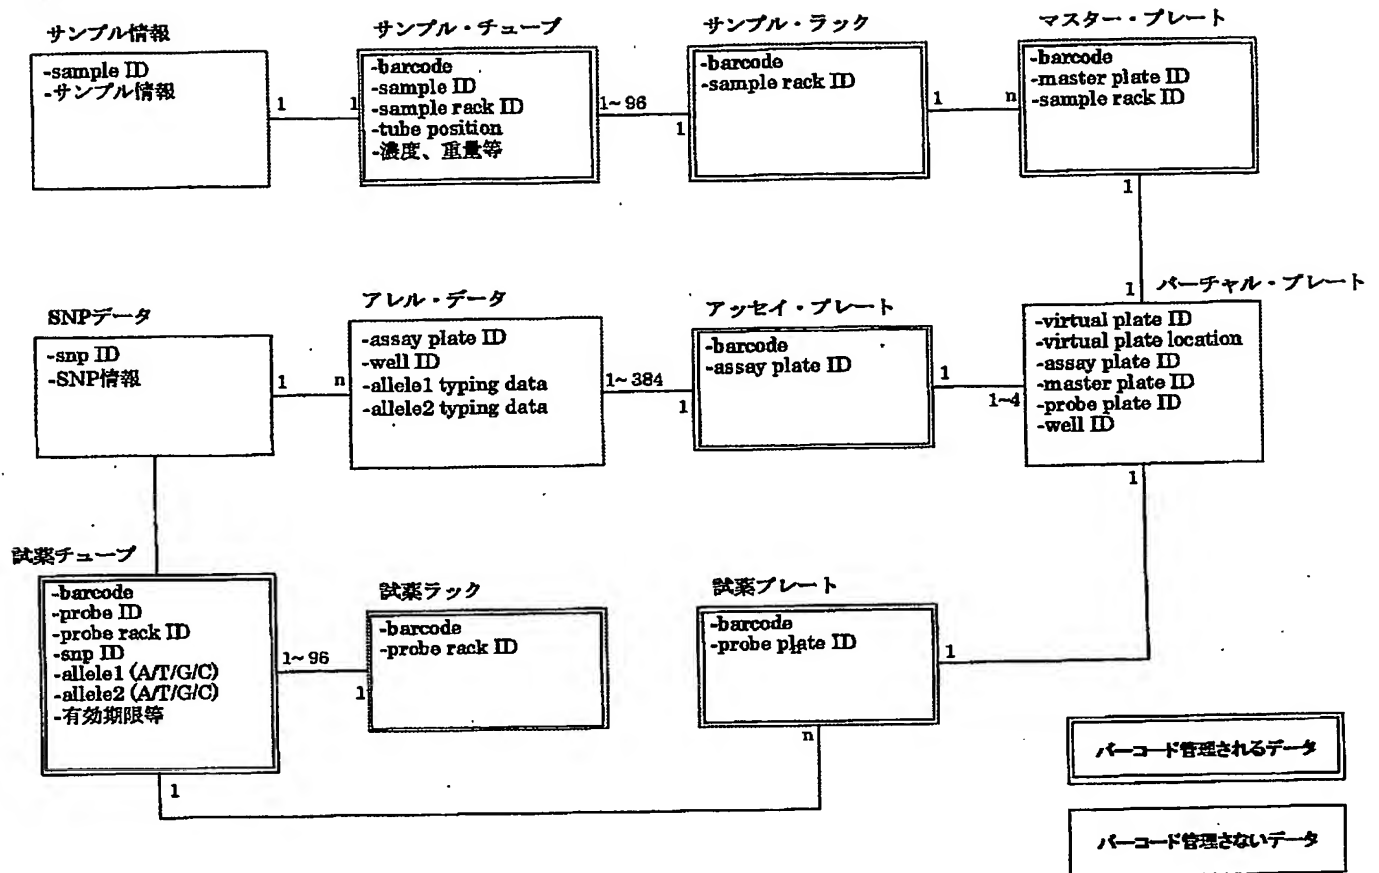 サンプル情報
-sample ID
-サンプル情報
1
1
サンプル・チューブ
-barcode
-sample ID
-sample rack ID
-tube position
-濃度、重量等
1~96
1
サンプル・ラック
-barcode
-sample rack ID
1
n
マスター・プレート
-barcode
-master plate ID
-sample rack ID
1
1
SNPデータ
-snp ID
-SNP情報
1
n
アレル・データ
-assay plate ID
-well ID
-allele1 typing data
-allele2 typing data
1~384
1
アッセイ・プレート
-barcode
-assay plate ID
1
1~4
バーチャル・プレート
-virtual plate ID
-virtual plate location
-assay plate ID
-master plate ID
-probe plate ID
-well ID
1
試薬チューブ
-barcode
-probe ID
-probe rack ID
-snp ID
-allele1 (A/T/G/C)
-allele2 (A/T/G/C)
-有効期限等
1~96
1
1
試薬ラック
-barcode
-probe rack ID
試薬プレート
-barcode
-probe plate ID
1
n
バーコード管理されるデータ
バーコード管理さないデータ